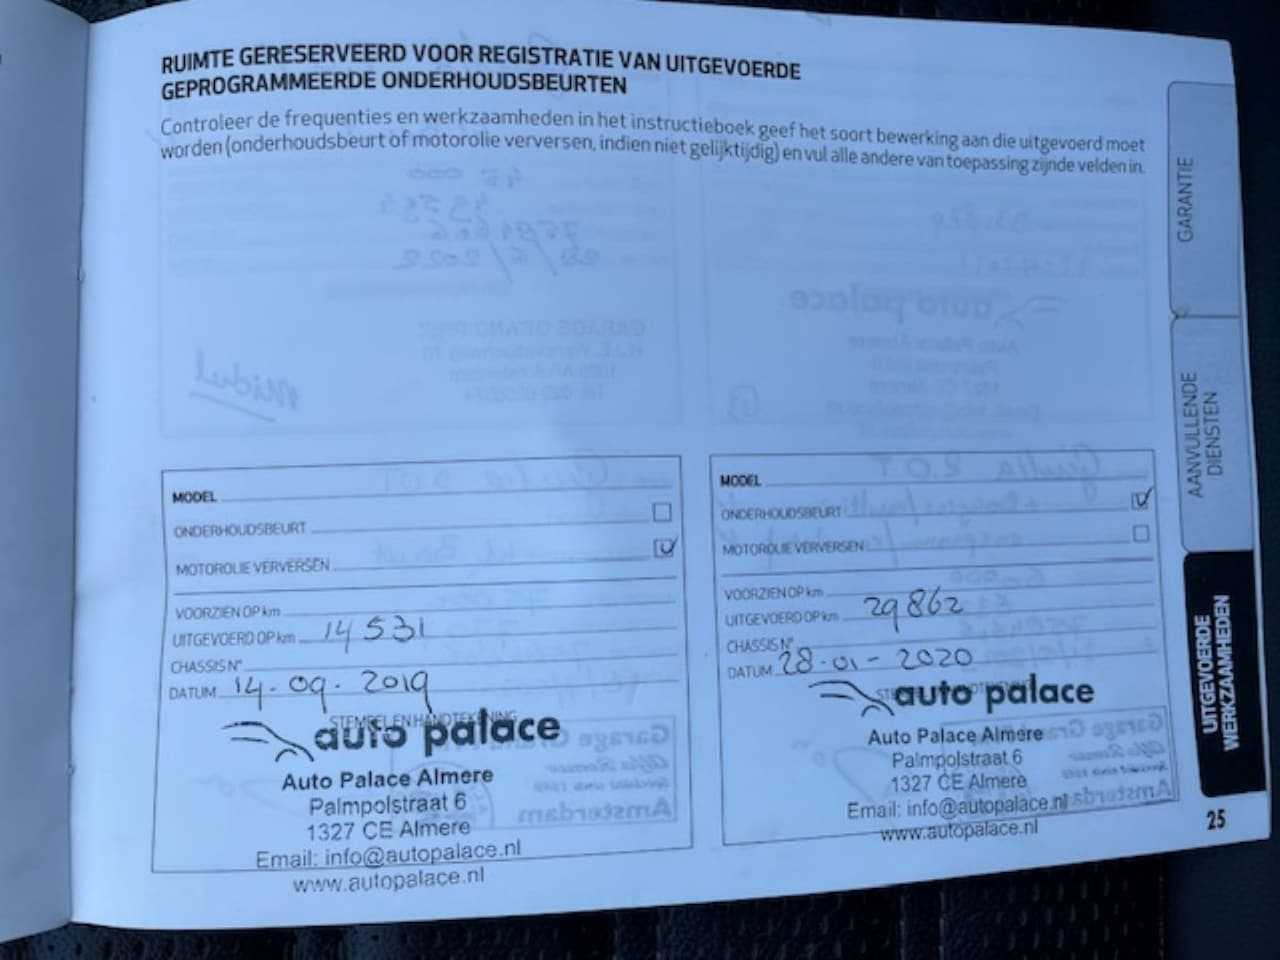 RUIMTE GERESERVEERD VOOR REGISTRATIE VAN UITGEVOERDE
GEPROGRAMMEERDE ONDERHOUDSBEURTEN
Controleer de frequenties en werkzaamheden in het instructieboek geef het soort bewerking aan die uitgevoerd moet
worden (onderhoudsbeurt of motorolie verversen, indien niet gelijktijdig) en vul alle andere van toepassing zijnde velden in.
MODEL
ONDERHOUDSBEURT
MOTOROLIE VERVERSEN
VOORZIEN OP km
UITGEVOERD OP km 14531
CHASSIS N°
DATUM 14-09-2019
STEMPEL EN HANDTEKENING
auto palace
Auto Palace Almere
Palmpolstraat 6
1327 CE Almere
Email: info@autopalace.nl
www.autopalace.nl
MODEL
ONDERHOUDSBEURT
MOTOROLIE VERVERSEN
VOORZIEN OP km
UITGEVOERD OP km 29862
CHASSIS N°
DATUM 28-01-2020
auto palace
Auto Palace Almere
Palmpolstraat 6
1327 CE Almere
Email: info@autopalace.nl
www.autopalace.nl
GARANTIE
AANVULLENDE
DIENSTEN
UITGEVOERDE
WERKZAAMHEDEN
25